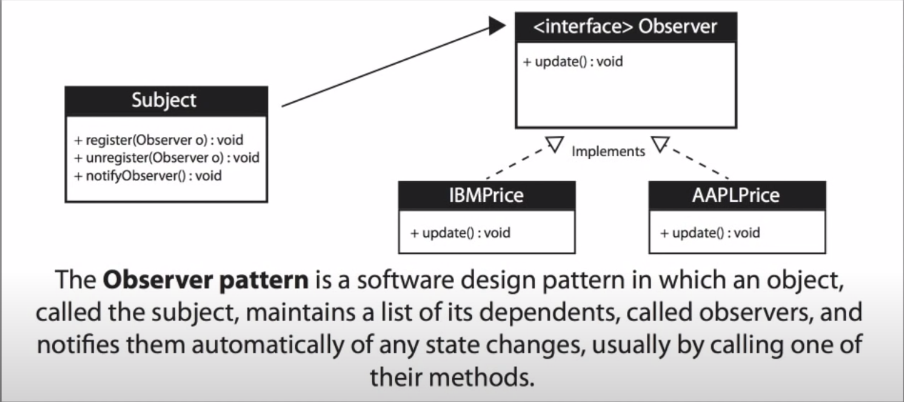 <interface> Observer
+ update() : void
Subject
+ register(Observer o) : void
+ unregister(Observer o) : void
+ notifyObserver() : void
Implements
IBMPrice
+ update() : void
AAPLPrice
+ update() : void
The Observer pattern is a software design pattern in which an object,
called the subject, maintains a list of its dependents, called observers, and
notifies them automatically of any state changes, usually by calling one of
their methods.